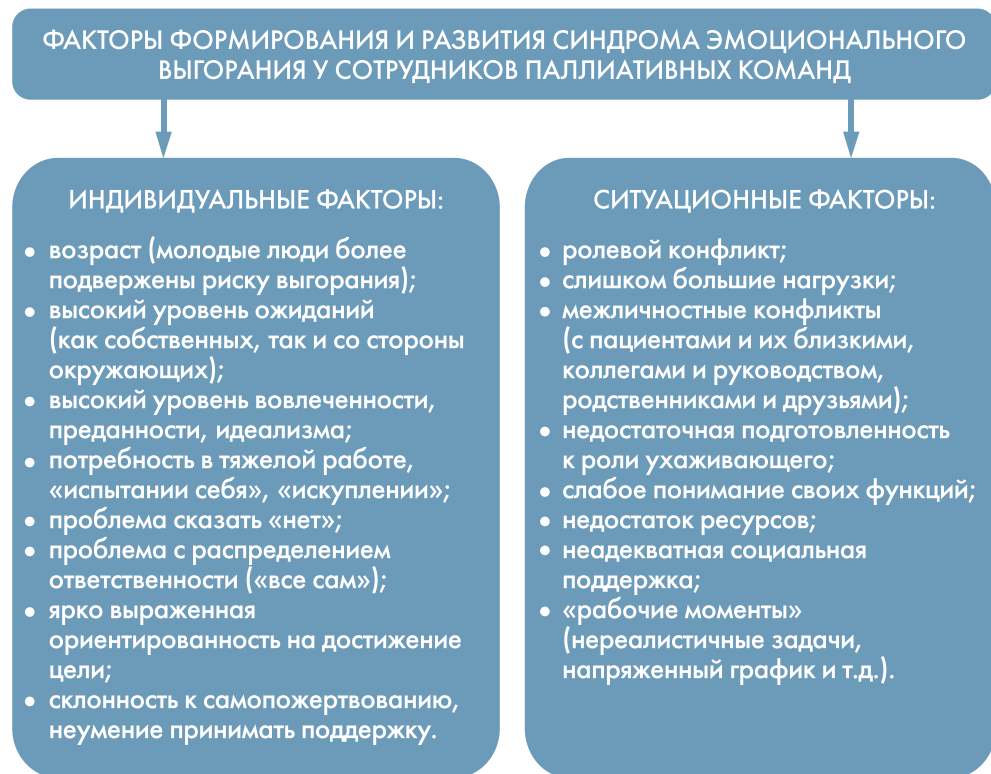 ФАКТОРЫ ФОРМИРОВАНИЯ И РАЗВИТИЯ СИНДРОМА ЭМОЦИОНАЛЬНОГО
ВЫГОРАНИЯ У СОТРУДНИКОВ ПАЛЛИАТИВНЫХ КОМАНД
ИНДИВИДУАЛЬНЫЕ ФАКТОРЫ:
• возраст (молодые люди более
подвержены риску выгорания);
• высокий уровень ожиданий
(как собственных, так и со стороны
окружающих);
• высокий уровень вовлеченности,
преданности, идеализма;
• потребность в тяжелой работе,
«испытании себя», «искуплении»;
• проблема сказать «нет»;
• проблема с распределением
ответственности («все сам»);
• ярко выраженная
ориентированность на достижение
цели;
• склонность к самопожертвованию,
неумение принимать поддержку.
СИТУАЦИОННЫЕ ФАКТОРЫ:
• ролевой конфликт;
• слишком большие нагрузки;
• межличностные конфликты
(с пациентами и их близкими,
коллегами и руководством,
родственниками и друзьями);
• недостаточная подготовленность
к роли ухаживающего;
• слабое понимание своих функций;
• недостаток ресурсов;
• неадекватная социальная
поддержка;
• «рабочие моменты»
(нереалистичные задачи,
напряженный график и т.д.).